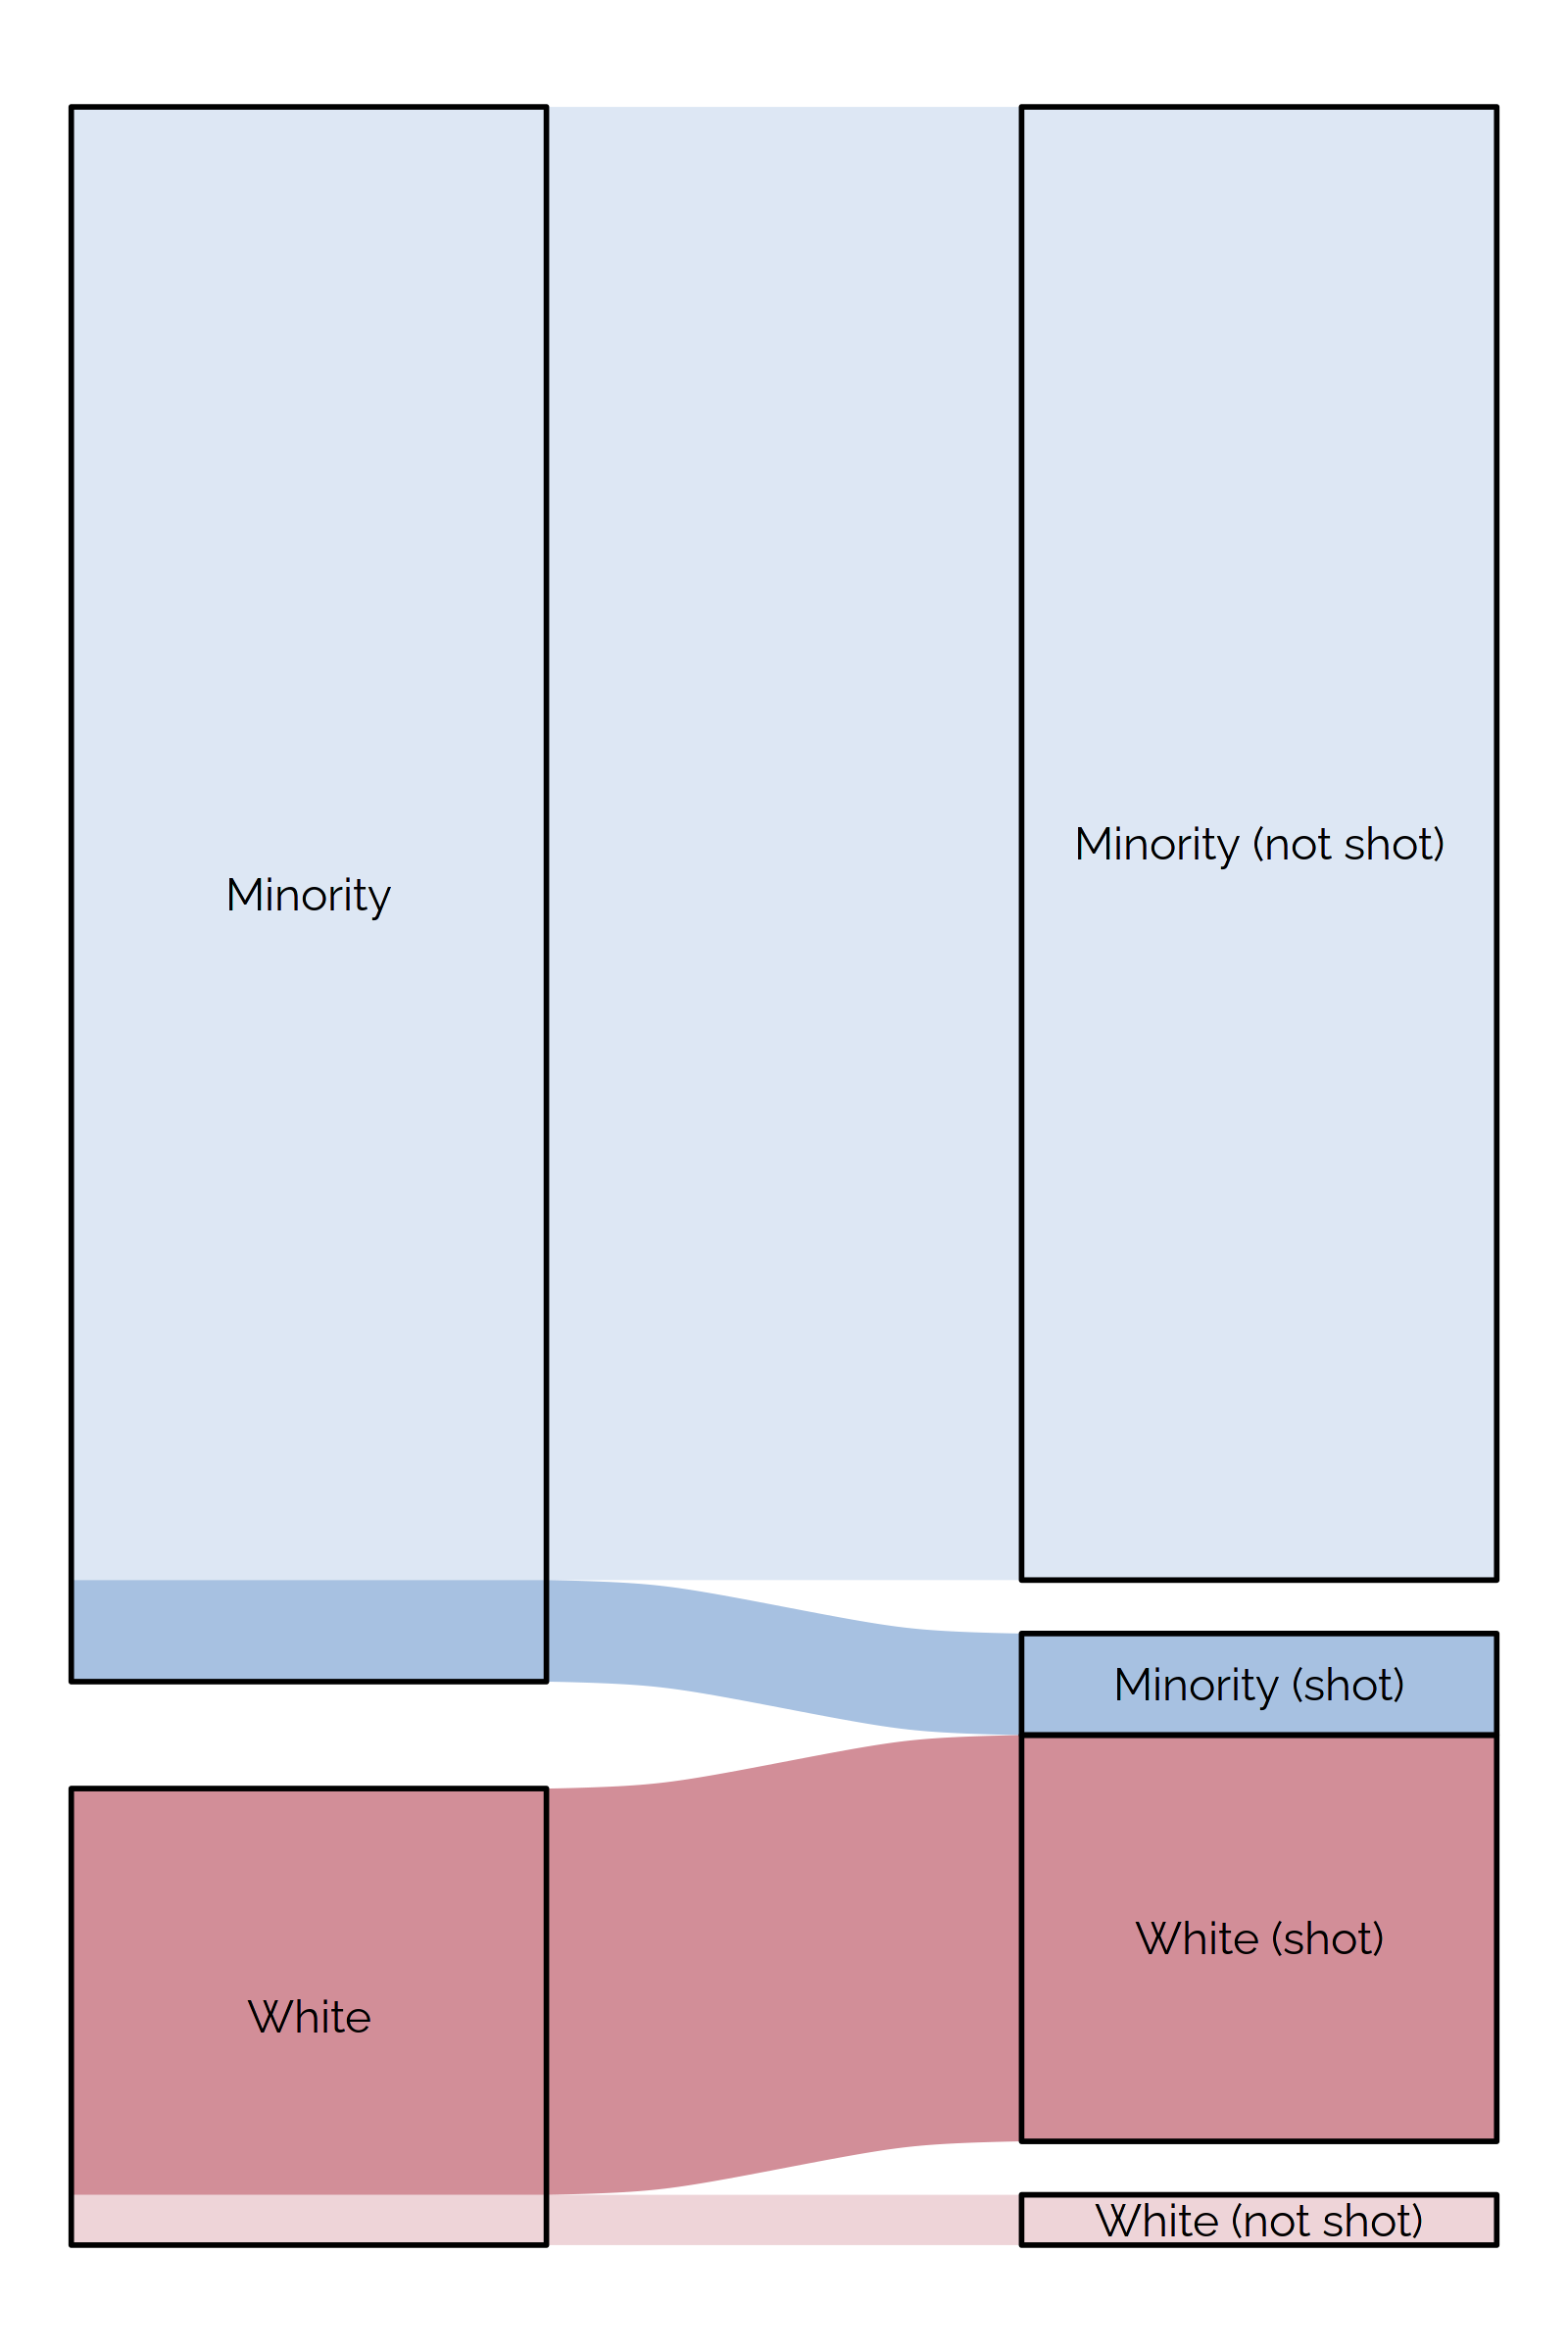 Minority (not shot)
Minority
Minority (shot)
White (shot)
White
White (not shot)